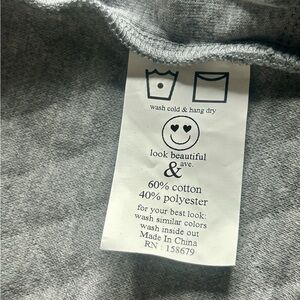 wash cold & hang dry
look beautiful
ave.
&
60% cotton
40% polyester
for your best look:
wash similar colors
wash inside out
Made In China
RN : 158679